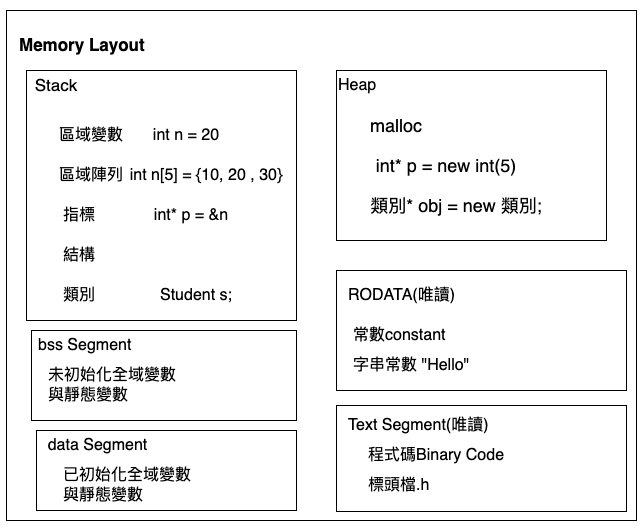 Memory Layout
Stack
區域變數 int n = 20
區域陣列 int n[5] = {10, 20 , 30}
指標 int* p = &n
結構
類別 Student s;
bss Segment
未初始化全域變數
與靜態變數
data Segment
已初始化全域變數
與靜態變數
Heap
malloc
int* p = new int(5)
類別* obj = new 類別;
RODATA(唯讀)
常數constant
字串常數 "Hello"
Text Segment(唯讀)
程式碼Binary Code
標頭檔.h